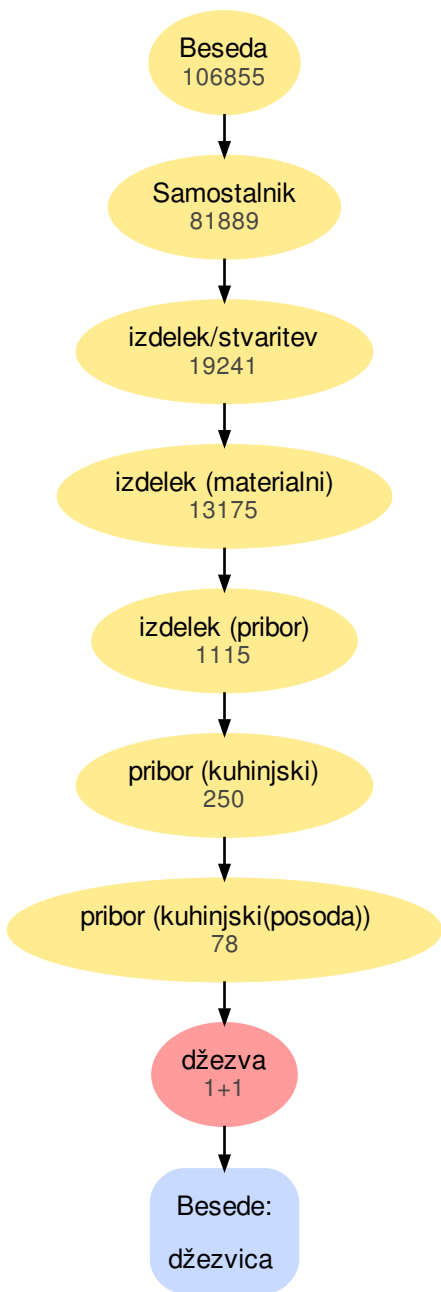 Beseda
106855
Samostalnik
81889
izdelek/stvaritev
19241
izdelek (materialni)
13175
izdelek (pribor)
1115
pribor (kuhinjski)
250
pribor (kuhinjski(posoda))
78
džezva
1+1
Besede:
džezvica